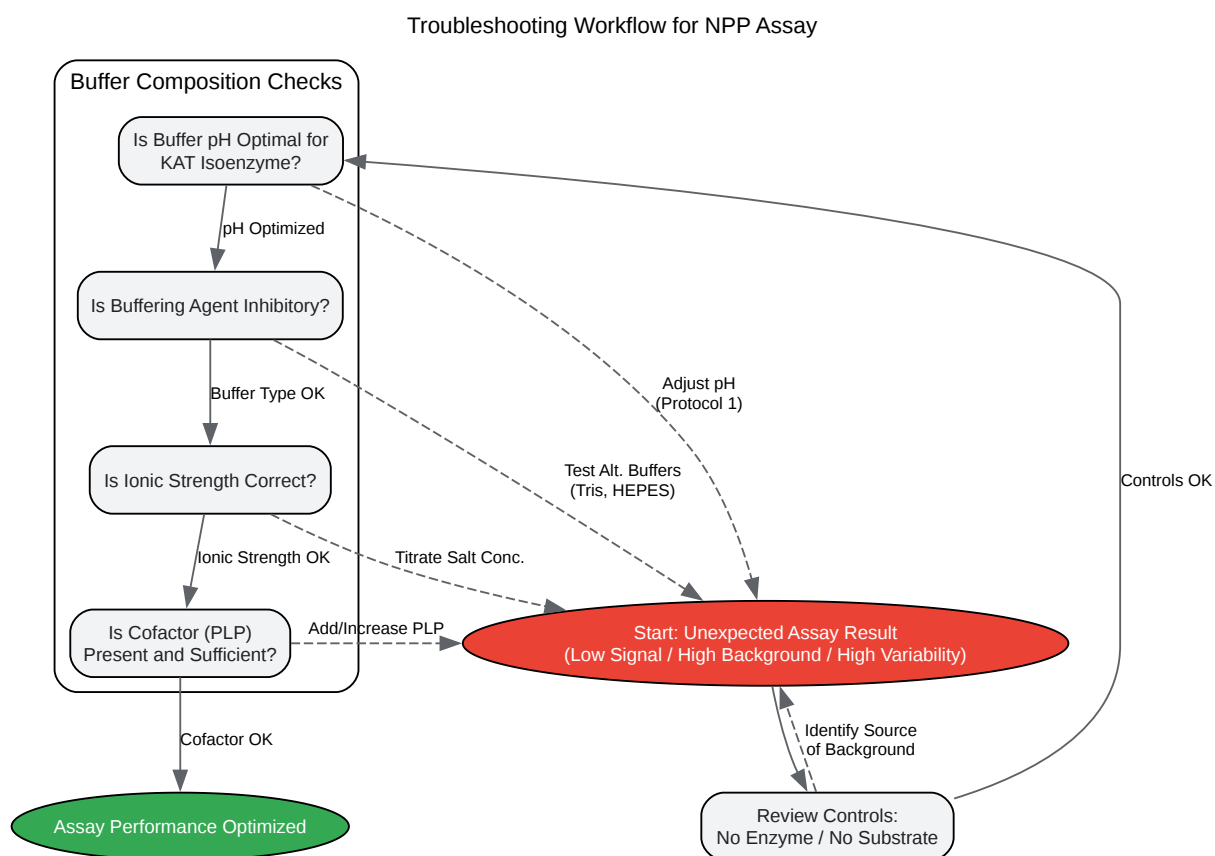 Troubleshooting Workflow for NPP Assay
Buffer Composition Checks
Is Buffer pH Optimal for
KAT Isoenzyme?
pH Optimized
Is Buffering Agent Inhibitory?
Buffer Type OK
Adjust pH
(Protocol 1)
Test Alt. Buffers
(Tris, HEPES)
Controls OK
Is Ionic Strength Correct?
Ionic Strength OK
Titrate Salt Conc.
Is Cofactor (PLP)
Present and Sufficient?
Add/Increase PLP
Start: Unexpected Assay Result
(Low Signal / High Background / High Variability)
Cofactor OK
Identify Source
of Background
Assay Performance Optimized
Review Controls:
No Enzyme / No Substrate